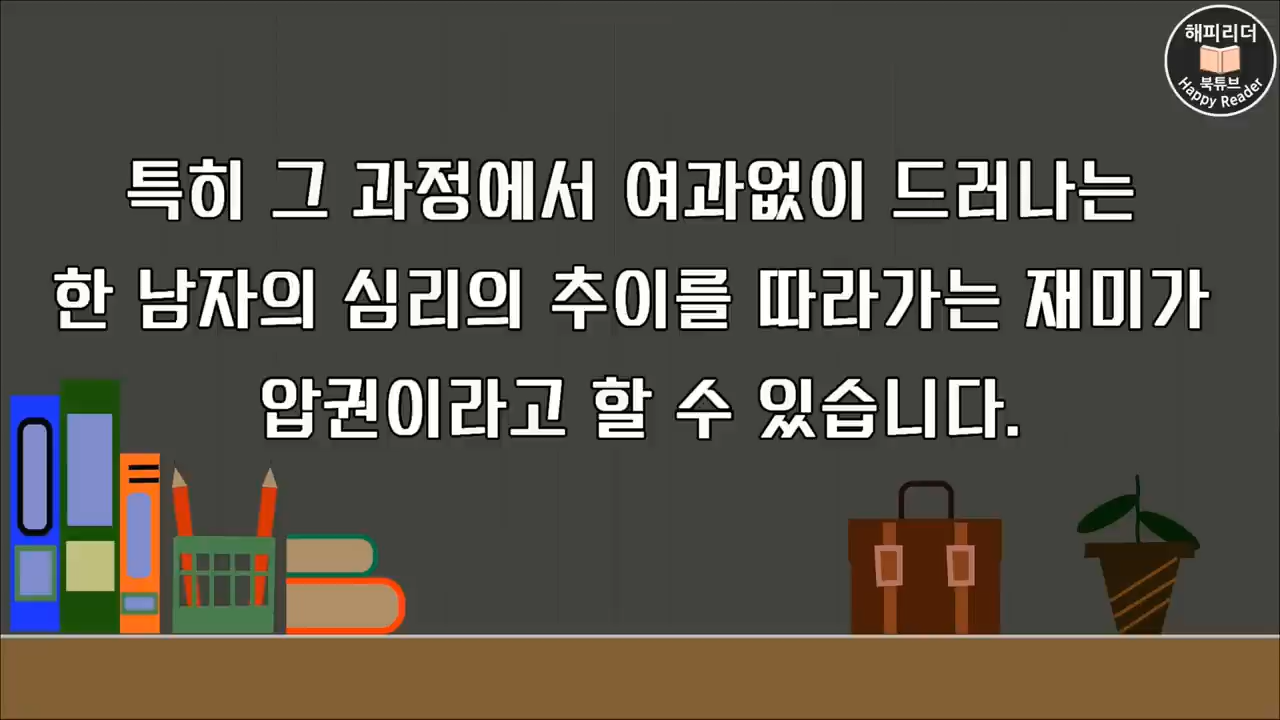 해피리더
북튜브
Happy Reader
특히 그 과정에서 여과없이 드러나는
한 남자의 심리의 추이를 따라가는 재미가
압권이라고 할 수 있습니다.